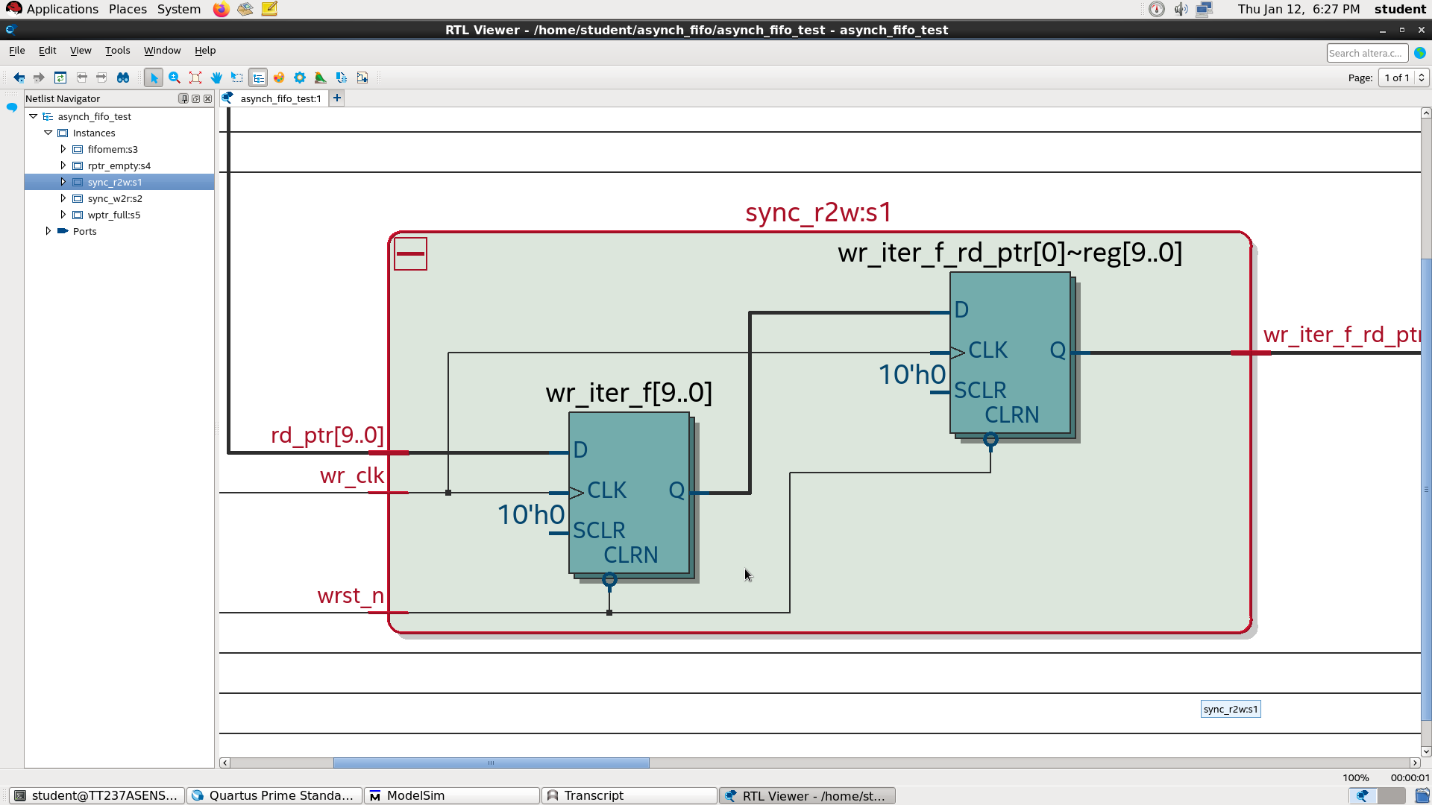 Applications Places System Thu Jan 12, 6:27 PM student
RTL Viewer - /home/student/asynch_fifo/asynch_fifo_test - asynch_fifo_test
File Edit View Tools Window Help Search altera.c...
Page: 1 of 1
Netlist Navigator
asynch_fifo_test:1
asynch_fifo_test
Instances
fifomem:s3
rptr_empty:s4
sync_r2w:s1
sync_w2r:s2
wptr_full:s5
Ports
sync_r2w:s1
wr_iter_f_rd_ptr[0]~reg[9..0]
D
CLK
Q
10'h0
SCLR
CLRN
wr_iter_f_rd_ptr
wr_iter_f[9..0]
rd_ptr[9..0]
D
wr_clk
CLK
Q
10'h0
SCLR
CLRN
wrst_n
sync_r2w:s1
100% 00:00:01
student@TT237ASENS... Quartus Prime Standa... ModelSim Transcript RTL Viewer - /home/st...